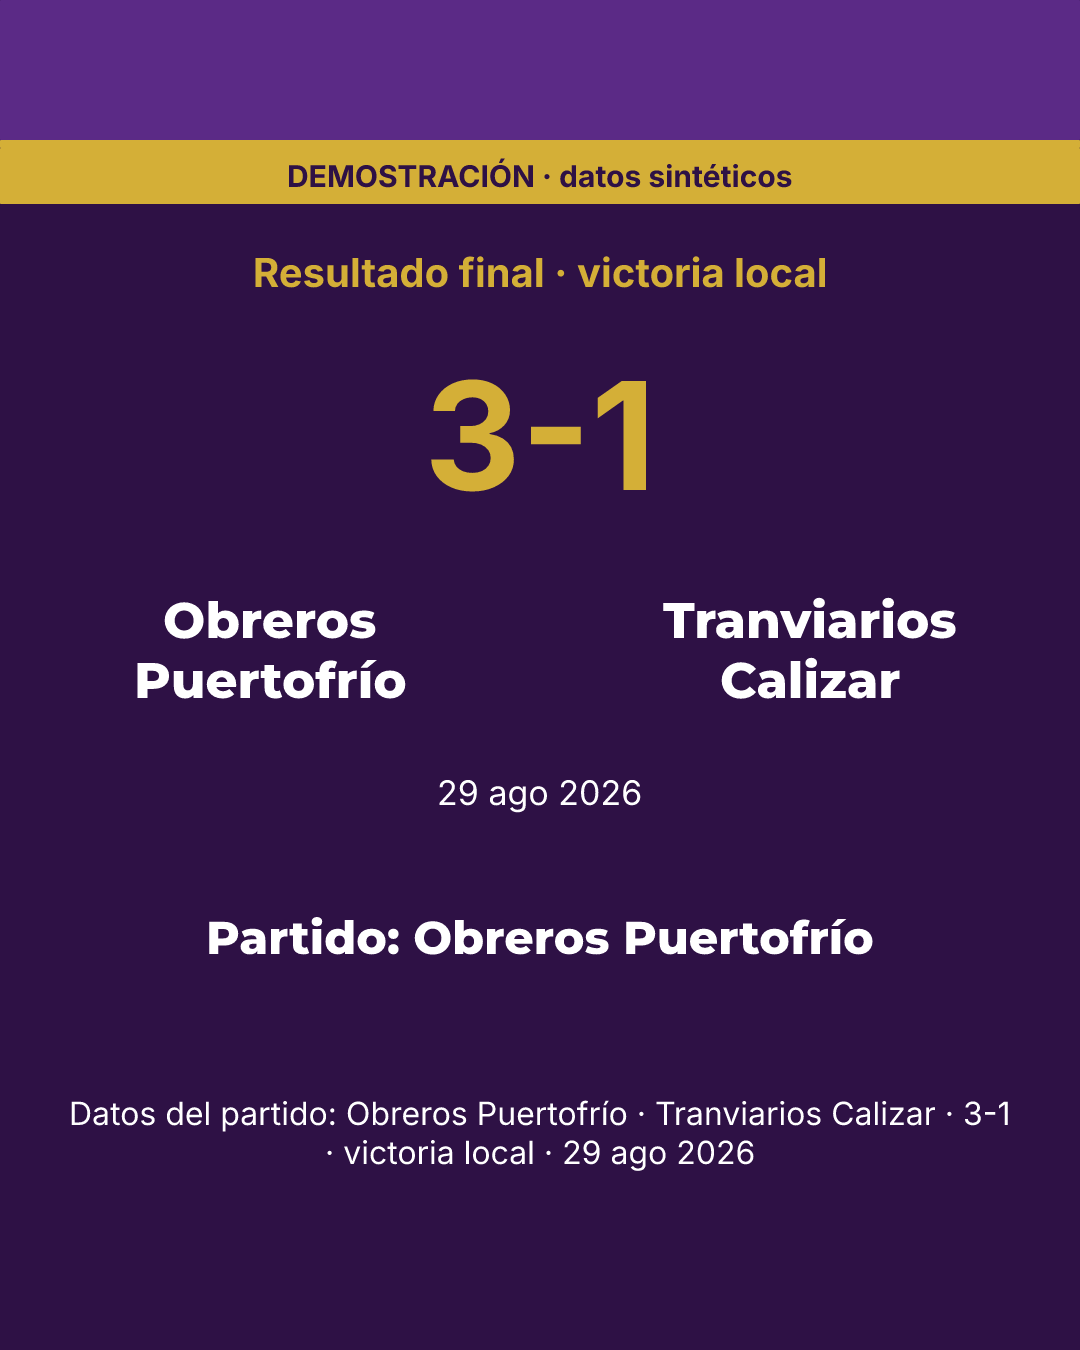 DEMOSTRACIÓN · datos sintéticos
Resultado final · victoria local
3-1
Obreros
Puertofrío
Tranviarios
Calizar
29 ago 2026
Partido: Obreros Puertofrío
Datos del partido: Obreros Puertofrío · Tranviarios Calizar · 3-1
· victoria local · 29 ago 2026